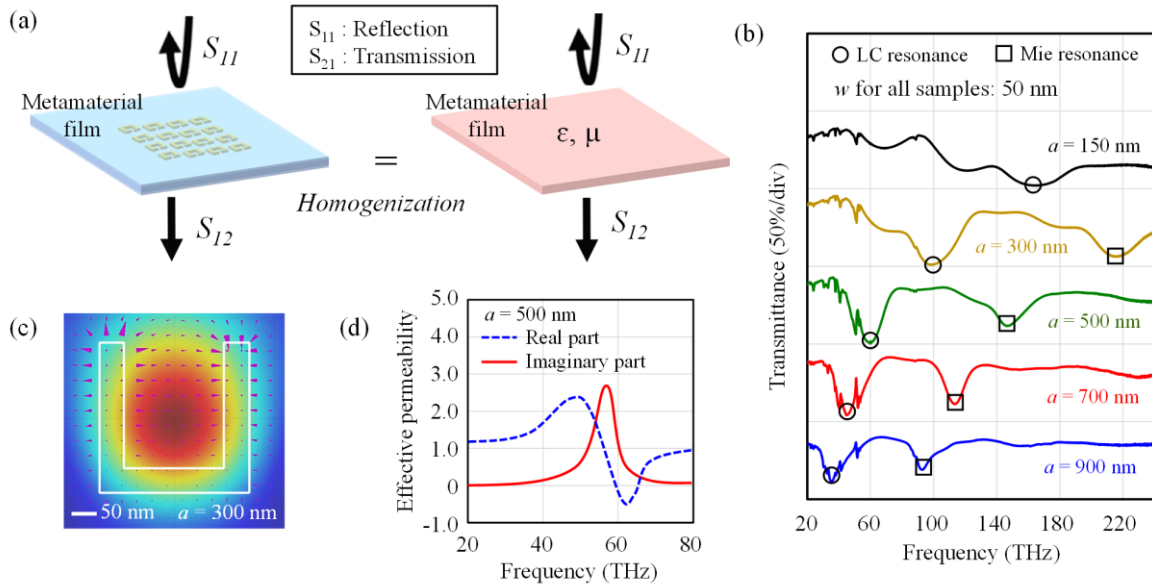 (a)
S11
S11 : Reflection
S21 : Transmission
S11
Metamaterial
film
Metamaterial
film
ε, μ
=
Homogenization
S12
S12
(b)
LC resonance
Mie resonance
w for all samples: 50 nm
a = 150 nm
a = 300 nm
a = 500 nm
a = 700 nm
a = 900 nm
Transmittance (50%/div)
20 60 100 140 180 220
Frequency (THz)
(c)
50 nm
a = 300 nm
(d)
a = 500 nm
Real part
Imaginary part
Effective permeability
5.0
4.0
3.0
2.0
1.0
0
-1.0
20 40 60 80
Frequency (THz)